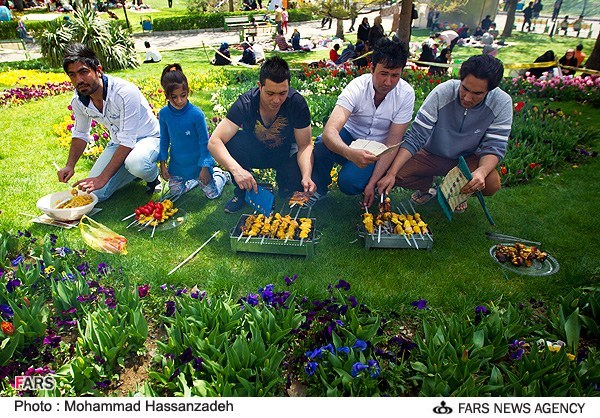 FARS
Photo : Mohammad Hassanzadeh
FARS NEWS AGENCY